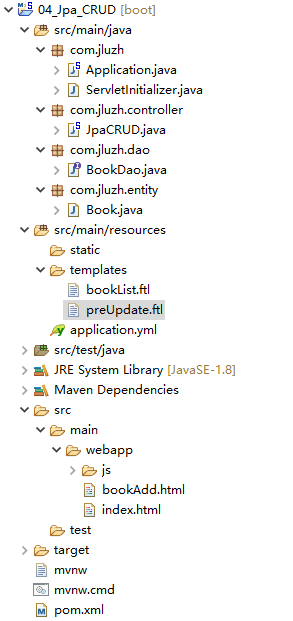 04_Jpa_CRUD [boot]
src/main/java
com.jluzh
Application.java
ServletInitializer.java
com.jluzh.controller
JpaCRUD.java
com.jluzh.dao
BookDao.java
com.jluzh.entity
Book.java
src/main/resources
static
templates
bookList.ftl
preUpdate.ftl
application.yml
src/test/java
JRE System Library [JavaSE-1.8]
Maven Dependencies
src
main
webapp
js
bookAdd.html
index.html
test
target
mvnw
mvnw.cmd
pom.xml